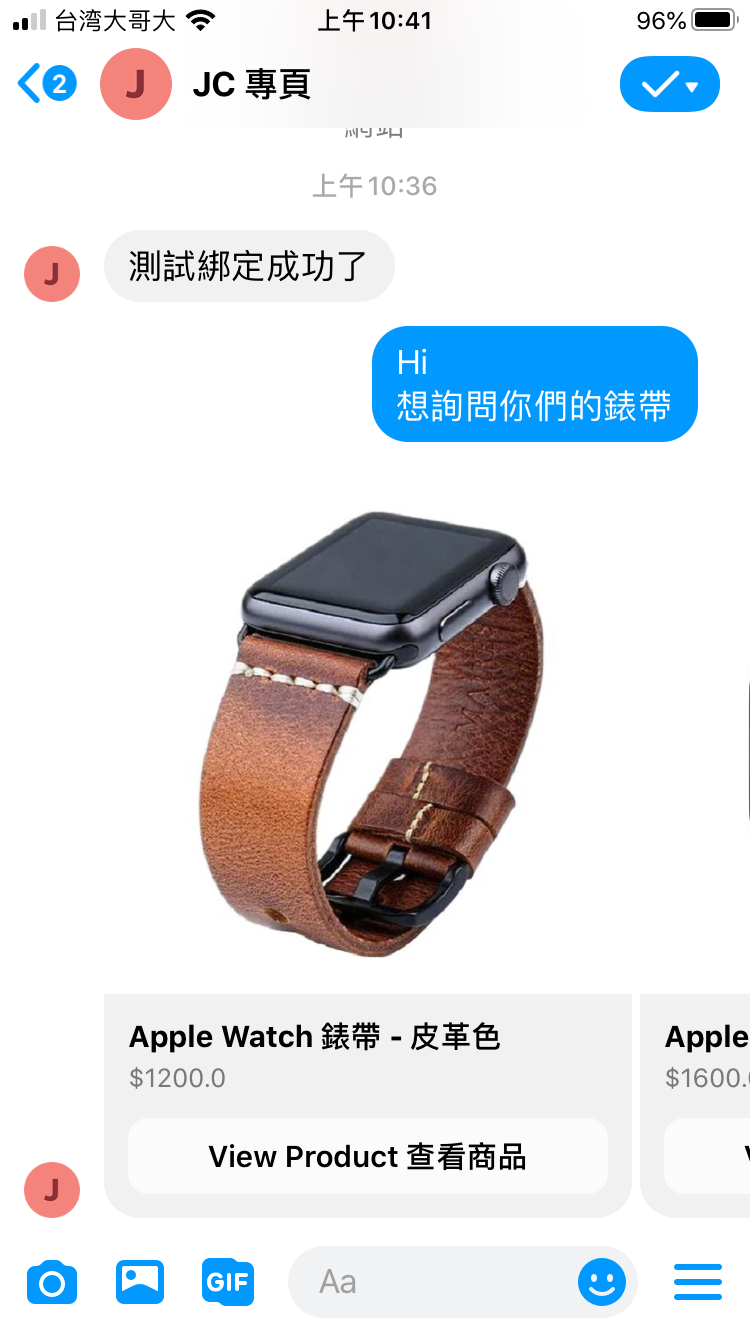 台湾大哥大
上午10:41
96%
2
J
JC 專頁
網站
上午10:36
J
測試綁定成功了
Hi
想詢問你們的錶帶
Apple Watch 錶帶 - 皮革色
$1200.0
View Product 查看商品
Apple
$1600.
J
GIF
Aa